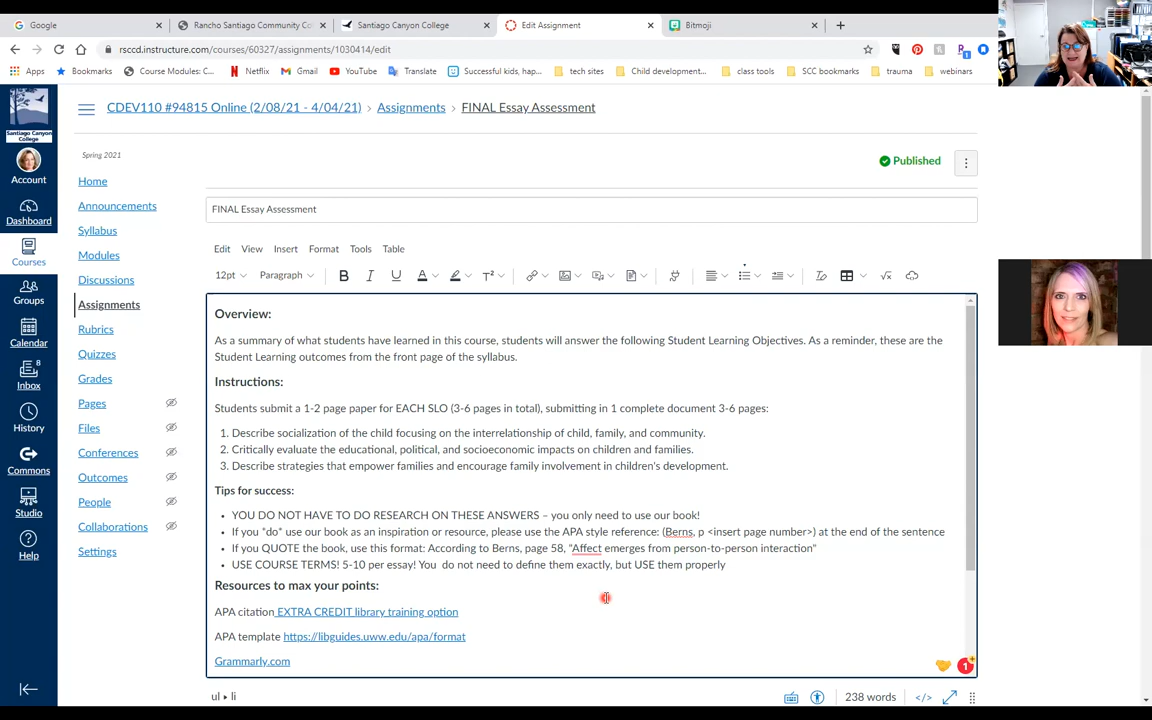 Google
Rancho Santiago Community Co
Santiago Canyon College
Edit Assignment
Bitmoji
rsccd.instructure.com/courses/60327/assignments/1030414/edit
Apps
Bookmarks
Course Modules: C...
Netflix
Gmail
YouTube
Translate
Successful kids, hap...
tech sites
Child development...
class tools
SCC bookmarks
trauma
webinars
Santiago Canyon College
Account
Dashboard
Courses
Groups
Calendar
8
Inbox
History
Commons
Studio
Help
CDEV110 #94815 Online (2/08/21 - 4/04/21) › Assignments › FINAL Essay Assessment
Spring 2021
Home
Announcements
Syllabus
Modules
Discussions
Assignments
Rubrics
Quizzes
Grades
Pages
Files
Conferences
Outcomes
People
Collaborations
Settings
Published
FINAL Essay Assessment
Edit View Insert Format Tools Table
12pt Paragraph B I U A T²
Overview:
As a summary of what students have learned in this course, students will answer the following Student Learning Objectives. As a reminder, these are the
Student Learning outcomes from the front page of the syllabus.
Instructions:
Students submit a 1-2 page paper for EACH SLO (3-6 pages in total), submitting in 1 complete document 3-6 pages:
1. Describe socialization of the child focusing on the interrelationship of child, family, and community.
2. Critically evaluate the educational, political, and socioeconomic impacts on children and families.
3. Describe strategies that empower families and encourage family involvement in children's development.
Tips for success:
• YOU DO NOT HAVE TO DO RESEARCH ON THESE ANSWERS – you only need to use our book!
• If you *do* use our book as an inspiration or resource, please use the APA style reference: (Berns, p <insert page number>) at the end of the sentence
• If you QUOTE the book, use this format: According to Berns, page 58, "Affect emerges from person-to-person interaction"
• USE COURSE TERMS! 5-10 per essay! You do not need to define them exactly, but USE them properly
Resources to max your points:
APA citation EXTRA CREDIT library training option
APA template https://libguides.uww.edu/apa/format
Grammarly.com
1
ul ▸ li
238 words
</>